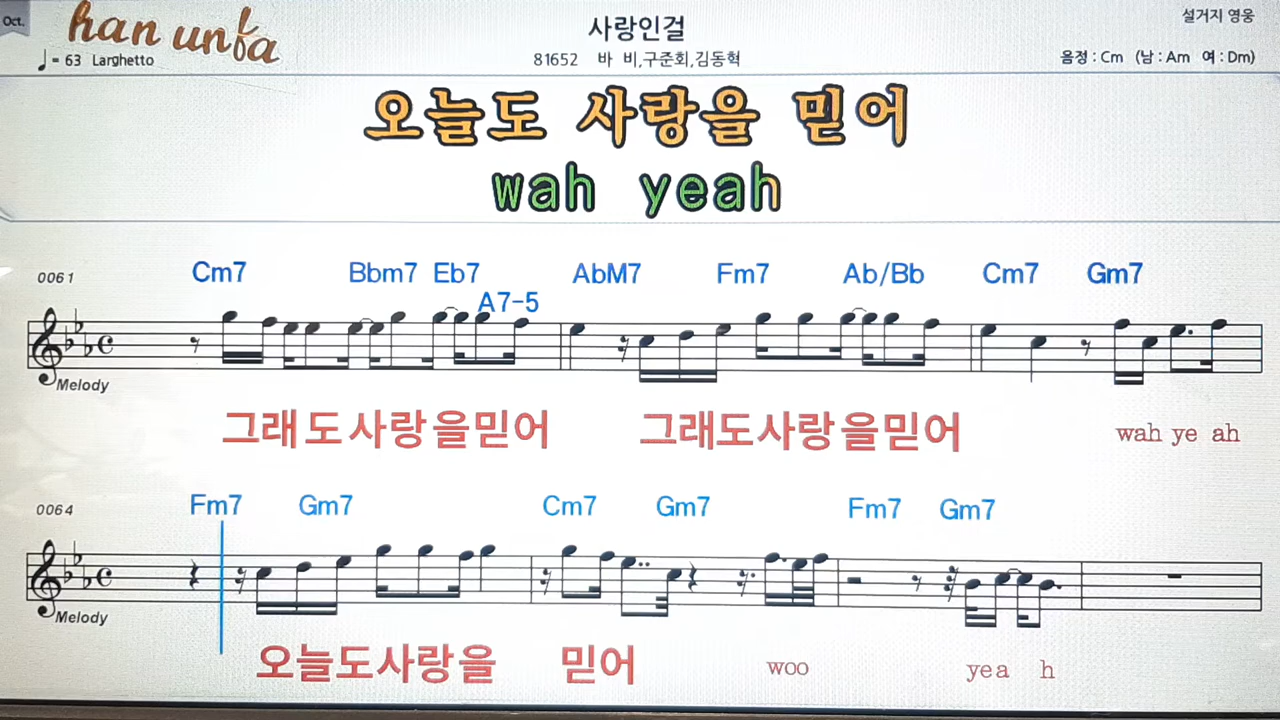 Oct.
han unfa
설거지 영웅
사랑인걸
♩= 63 Larghetto
81652 바 비,구준회,김동혁
음정 : Cm (남 : Am 여 : Dm)
오늘도 사랑을 믿어
wah yeah
0061
Cm7 Bbm7 Eb7 A7-5 AbM7 Fm7 Ab/Bb Cm7 Gm7
Melody
그래도사랑을믿어 그래도사랑을믿어 wah ye ah
0064
Fm7 Gm7 Cm7 Gm7 Fm7 Gm7
Melody
오늘도사랑을 믿어 woo yea h